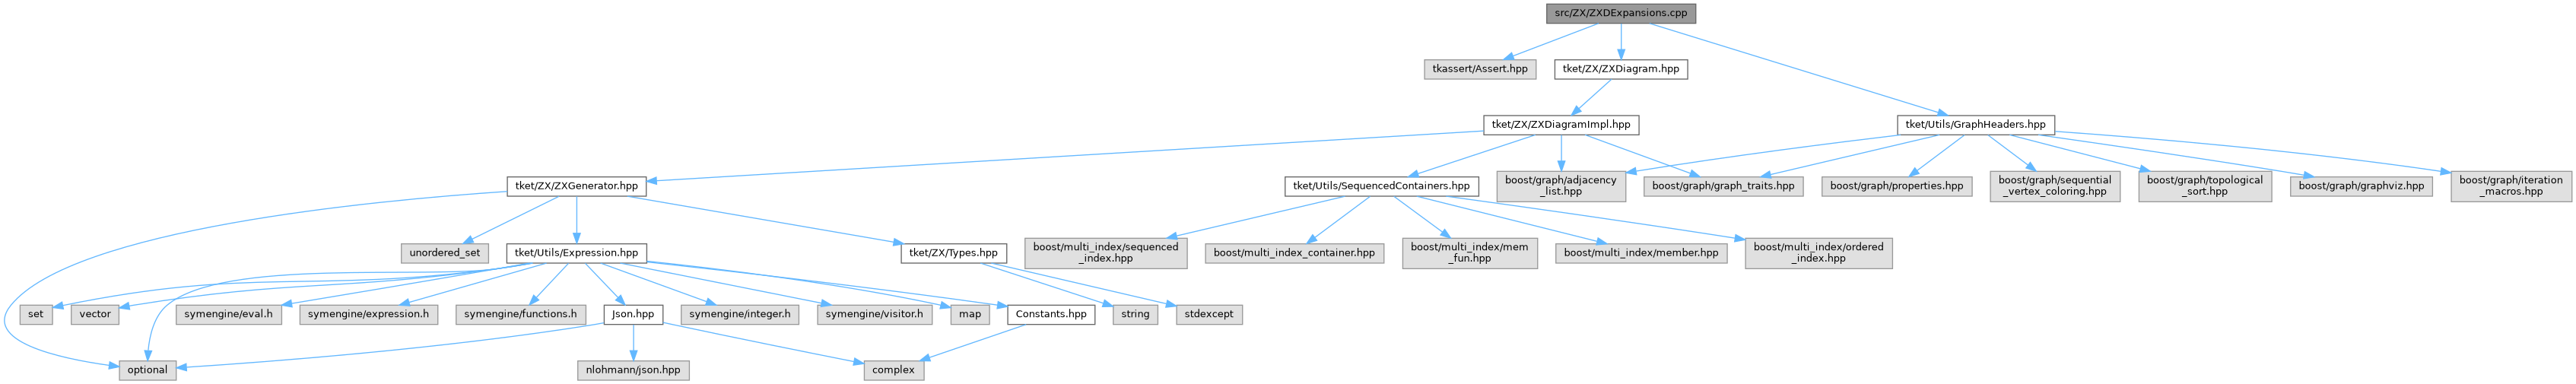 src/ZX/ZXDExpansions.cpp
tkassert/Assert.hpp
tket/ZX/ZXDiagram.hpp
tket/ZX/ZXDiagramImpl.hpp
tket/Utils/GraphHeaders.hpp
tket/ZX/ZXGenerator.hpp
tket/Utils/SequencedContainers.hpp
boost/graph/adjacency
_list.hpp
boost/graph/graph_traits.hpp
boost/graph/properties.hpp
boost/graph/sequential
_vertex_coloring.hpp
boost/graph/topological
_sort.hpp
boost/graph/graphviz.hpp
boost/graph/iteration
_macros.hpp
unordered_set
tket/Utils/Expression.hpp
tket/ZX/Types.hpp
boost/multi_index/sequenced
_index.hpp
boost/multi_index_container.hpp
boost/multi_index/mem
_fun.hpp
boost/multi_index/member.hpp
boost/multi_index/ordered
_index.hpp
set
vector
symengine/eval.h
symengine/expression.h
symengine/functions.h
Json.hpp
symengine/integer.h
symengine/visitor.h
map
Constants.hpp
string
stdexcept
optional
nlohmann/json.hpp
complex